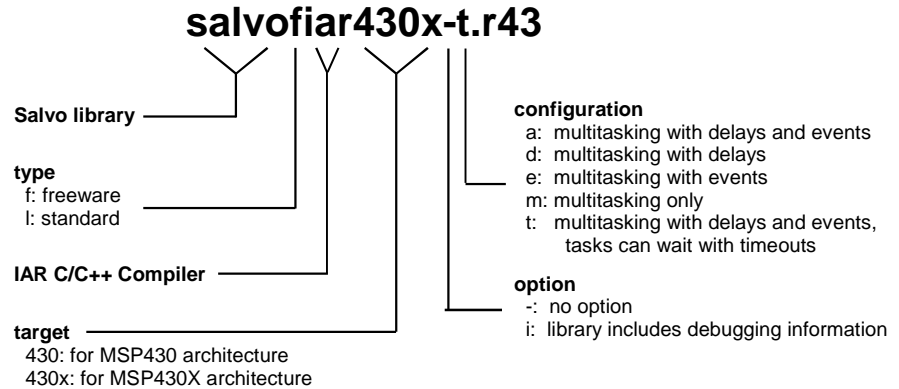 salvofiar430x-t.r43
Salvo library
type
f: freeware
l: standard
IAR C/C++ Compiler
target
430: for MSP430 architecture
430x: for MSP430X architecture
configuration
a: multitasking with delays and events
d: multitasking with delays
e: multitasking with events
m: multitasking only
t: multitasking with delays and events,
tasks can wait with timeouts
option
-: no option
i: library includes debugging information